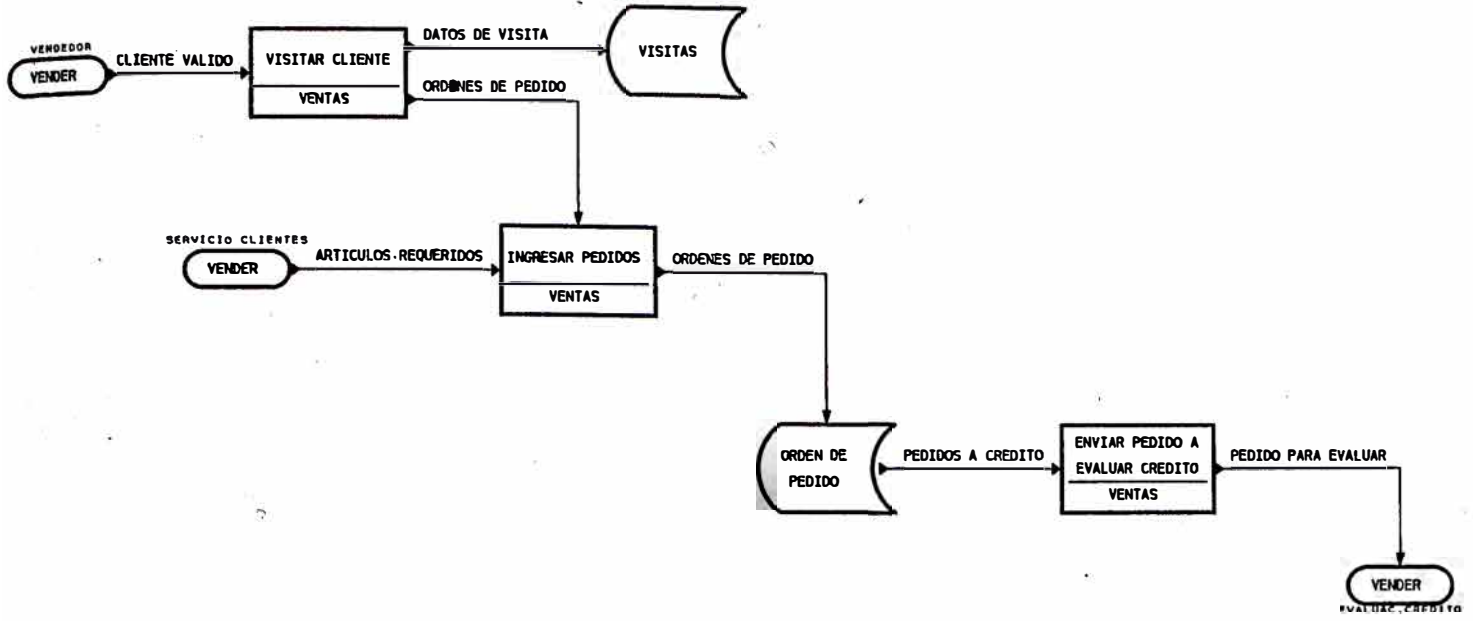 VENDEDOR
VENDER
CLIENTE VALIDO
VISITAR CLIENTE
VENTAS
DATOS DE VISITA
ORDENES DE PEDIDO
VISITAS
SERVICIO CLIENTES
VENDER
ARTICULOS.REQUERIDOS
INGRESAR PEDIDOS
VENTAS
ORDENES DE PEDIDO
ORDEN DE
PEDIDO
PEDIDOS A CREDITO
ENVIAR PEDIDO A
EVALUAR CREDITO
VENTAS
PEDIDO PARA EVALUAR
VENDER
EVALUAC.CREDITO